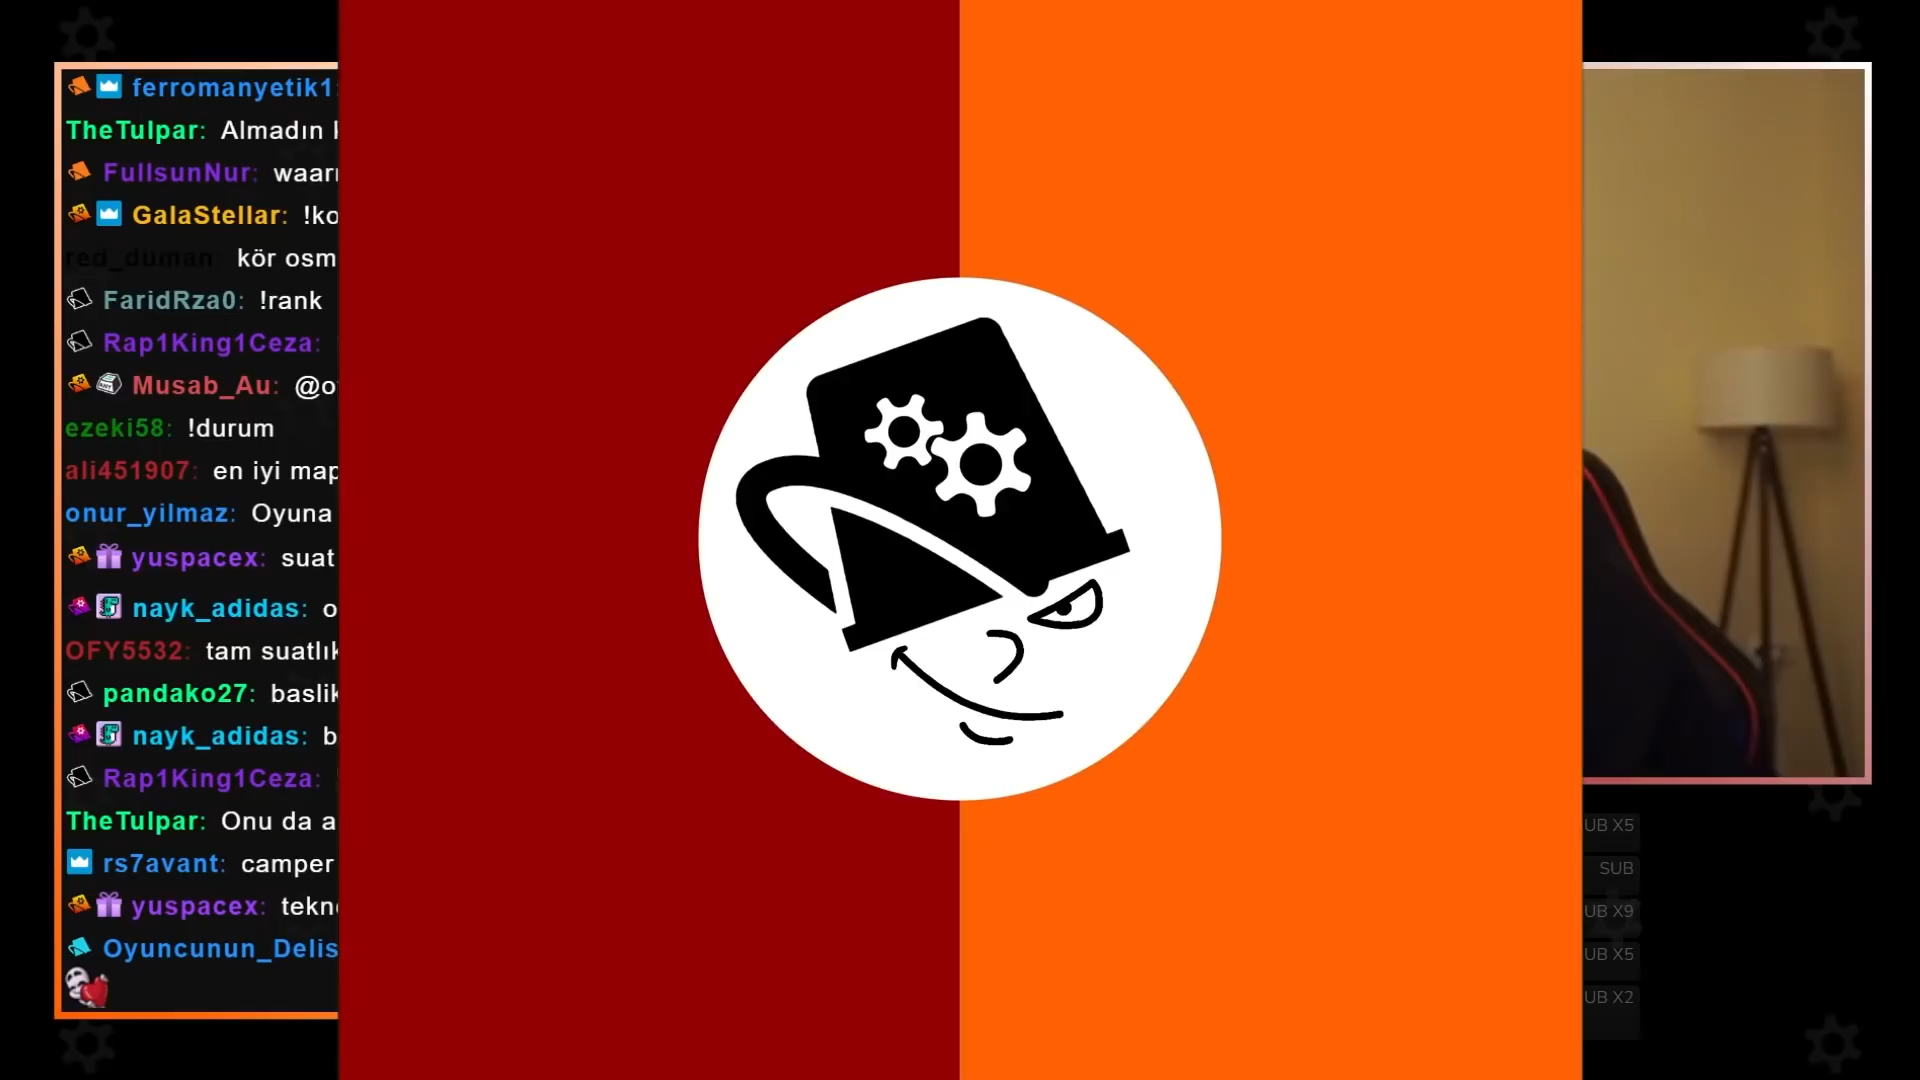 ferromanyetik1:
TheTulpar: Almadın
FullsunNur:
GalaStellar: !ko
red_duman: kör osm
FaridRza0: !rank
Rap1King1Ceza:
Musab_Au:
ezeki58: !durum
ali451907: en iyi map
onur_yilmaz: Oyuna
yuspacex: suat
nayk_adidas: o
OFY5532: tam suatlık
pandako27: baslik
nayk_adidas: b
Rap1King1Ceza:
TheTulpar: Onu da a
rs7avant: camper
yuspacex: tekn
Oyuncunun_Delis
UB X5
SUB
UB X9
UB X5
UB X2